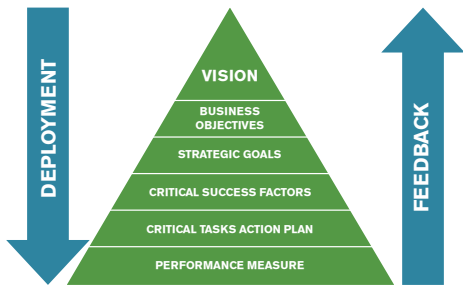 DEPLOYMENT
VISION
BUSINESS
OBJECTIVES
STRATEGIC GOALS
CRITICAL SUCCESS FACTORS
CRITICAL TASKS ACTION PLAN
PERFORMANCE MEASURE
FEEDBACK